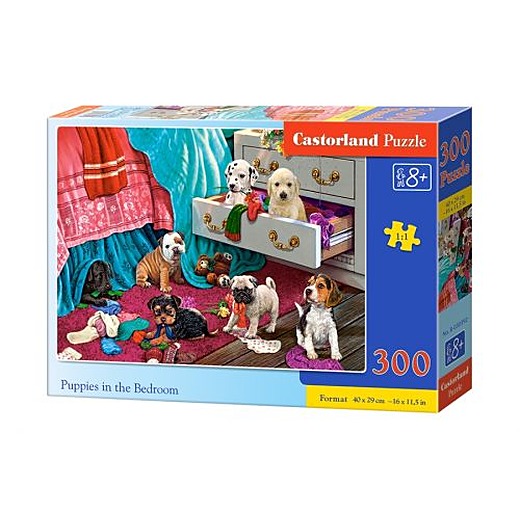 Castorland Puzzle
8+
1:1
300
Puppies in the Bedroom
Format 40 x 29 cm ~16 x 11,5 in
300
Puzzle
8+
Castorland
Puzzle
300